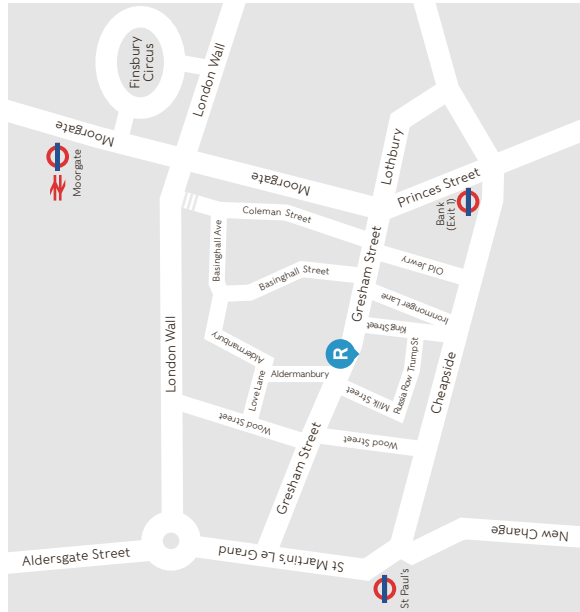 Finsbury
Circus
London Wall
Moorgate
Moorgate
Moorgate
Lothbury
Princes Street
Bank
(Exit 1)
Coleman Street
Basinghall Ave
Basinghall Street
Gresham Street
Old Jewry
Ironmonger Lane
King Street
Aldermanbury
R
London Wall
Aldermanbury
Love Lane
Milk Street
Russia Row
Trump St
Cheapside
Wood Street
Wood Street
Gresham Street
New Change
Aldersgate Street
St Martin's Le Grand
St Paul's